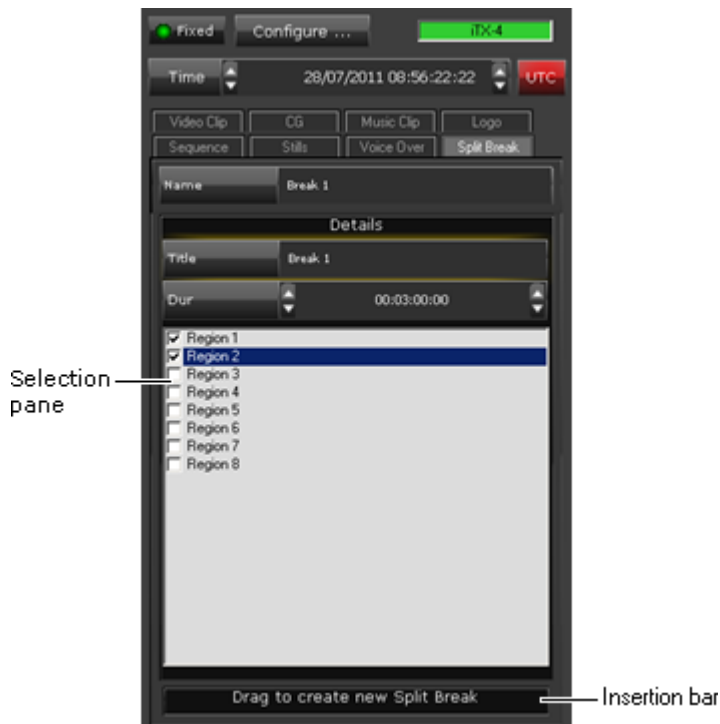 Fixed Configure ... iTX-4
Time 28/07/2011 08:56:22:22 UTC
Video Clip CG Music Clip Logo
Sequence Stills Voice Over Split Break
Name Break 1
Details
Title Break 1
Dur 00:03:00:00
Region 1
Region 2
Region 3
Region 4
Region 5
Region 6
Region 7
Region 8
Selection
pane
Drag to create new Split Break
Insertion bar